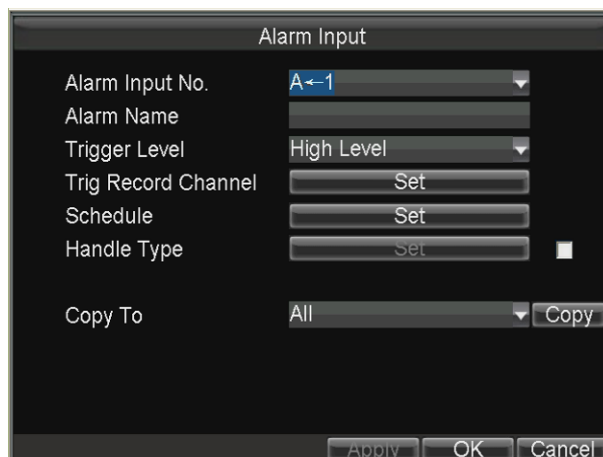 Alarm Input
Alarm Input No. A←1
Alarm Name
Trigger Level High Level
Trig Record Channel Set
Schedule Set
Handle Type Set
Copy To All Copy
Apply OK Cancel